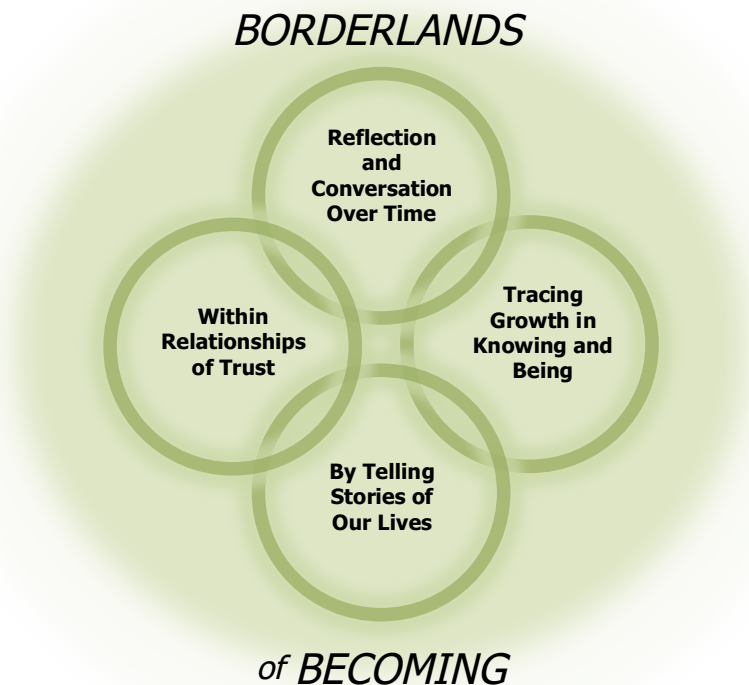 BORDERLANDS
Reflection
and
Conversation
Over Time
Within
Relationships
of Trust
Tracing
Growth in
Knowing and
Being
By Telling
Stories of
Our Lives
of BECOMING